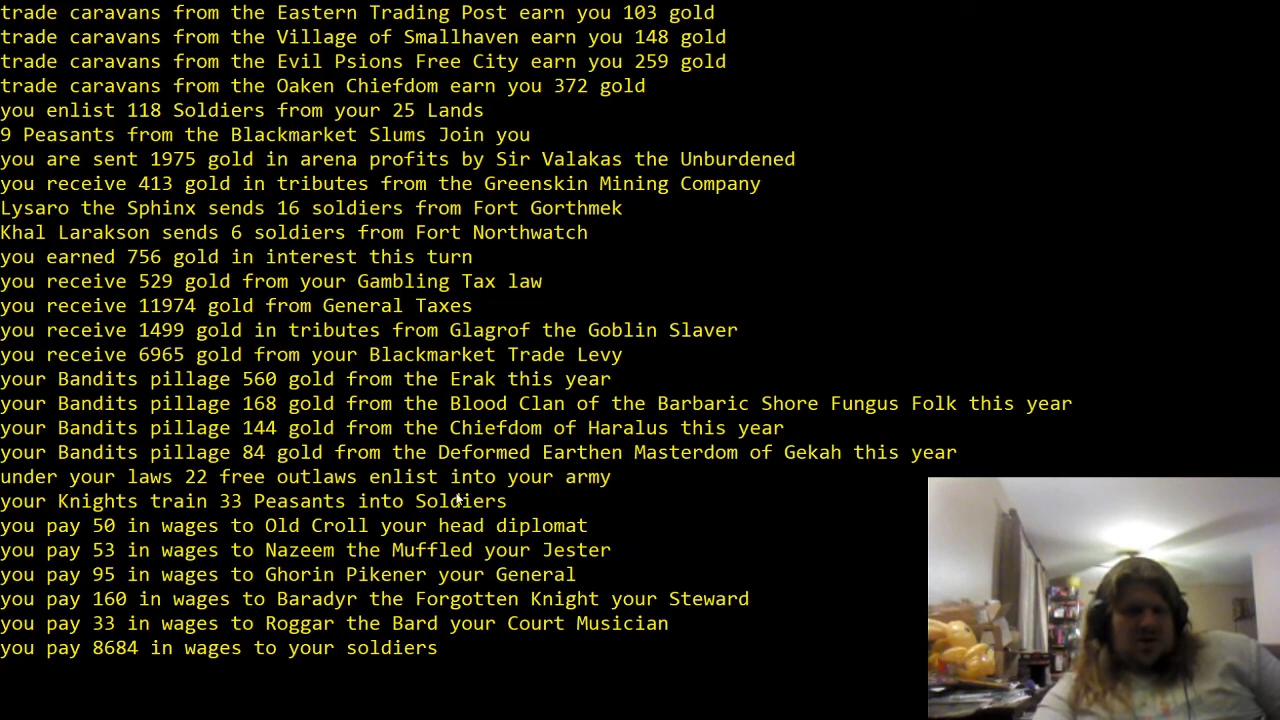 trade caravans from the Eastern Trading Post earn you 103 gold
trade caravans from the Village of Smallhaven earn you 148 gold
trade caravans from the Evil Psions Free City earn you 259 gold
trade caravans from the Oaken Chiefdom earn you 372 gold
you enlist 118 Soldiers from your 25 Lands
9 Peasants from the Blackmarket Slums Join you
you are sent 1975 gold in arena profits by Sir Valakas the Unburdened
you receive 413 gold in tributes from the Greenskin Mining Company
Lysaro the Sphinx sends 16 soldiers from Fort Gorthmek
Khal Larakson sends 6 soldiers from Fort Northwatch
you earned 756 gold in interest this turn
you receive 529 gold from your Gambling Tax law
you receive 11974 gold from General Taxes
you receive 1499 gold in tributes from Glagrof the Goblin Slaver
you receive 6965 gold from your Blackmarket Trade Levy
your Bandits pillage 560 gold from the Erak this year
your Bandits pillage 168 gold from the Blood Clan of the Barbaric Shore Fungus Folk this year
your Bandits pillage 144 gold from the Chiefdom of Haralus this year
your Bandits pillage 84 gold from the Deformed Earthen Masterdom of Gekah this year
under your laws 22 free outlaws enlist into your army
your Knights train 33 Peasants into Soldiers
you pay 50 in wages to Old Croll your head diplomat
you pay 53 in wages to Nazeem the Muffled your Jester
you pay 95 in wages to Ghorin Pikener your General
you pay 160 in wages to Baradyr the Forgotten Knight your Steward
you pay 33 in wages to Roggar the Bard your Court Musician
you pay 8684 in wages to your soldiers